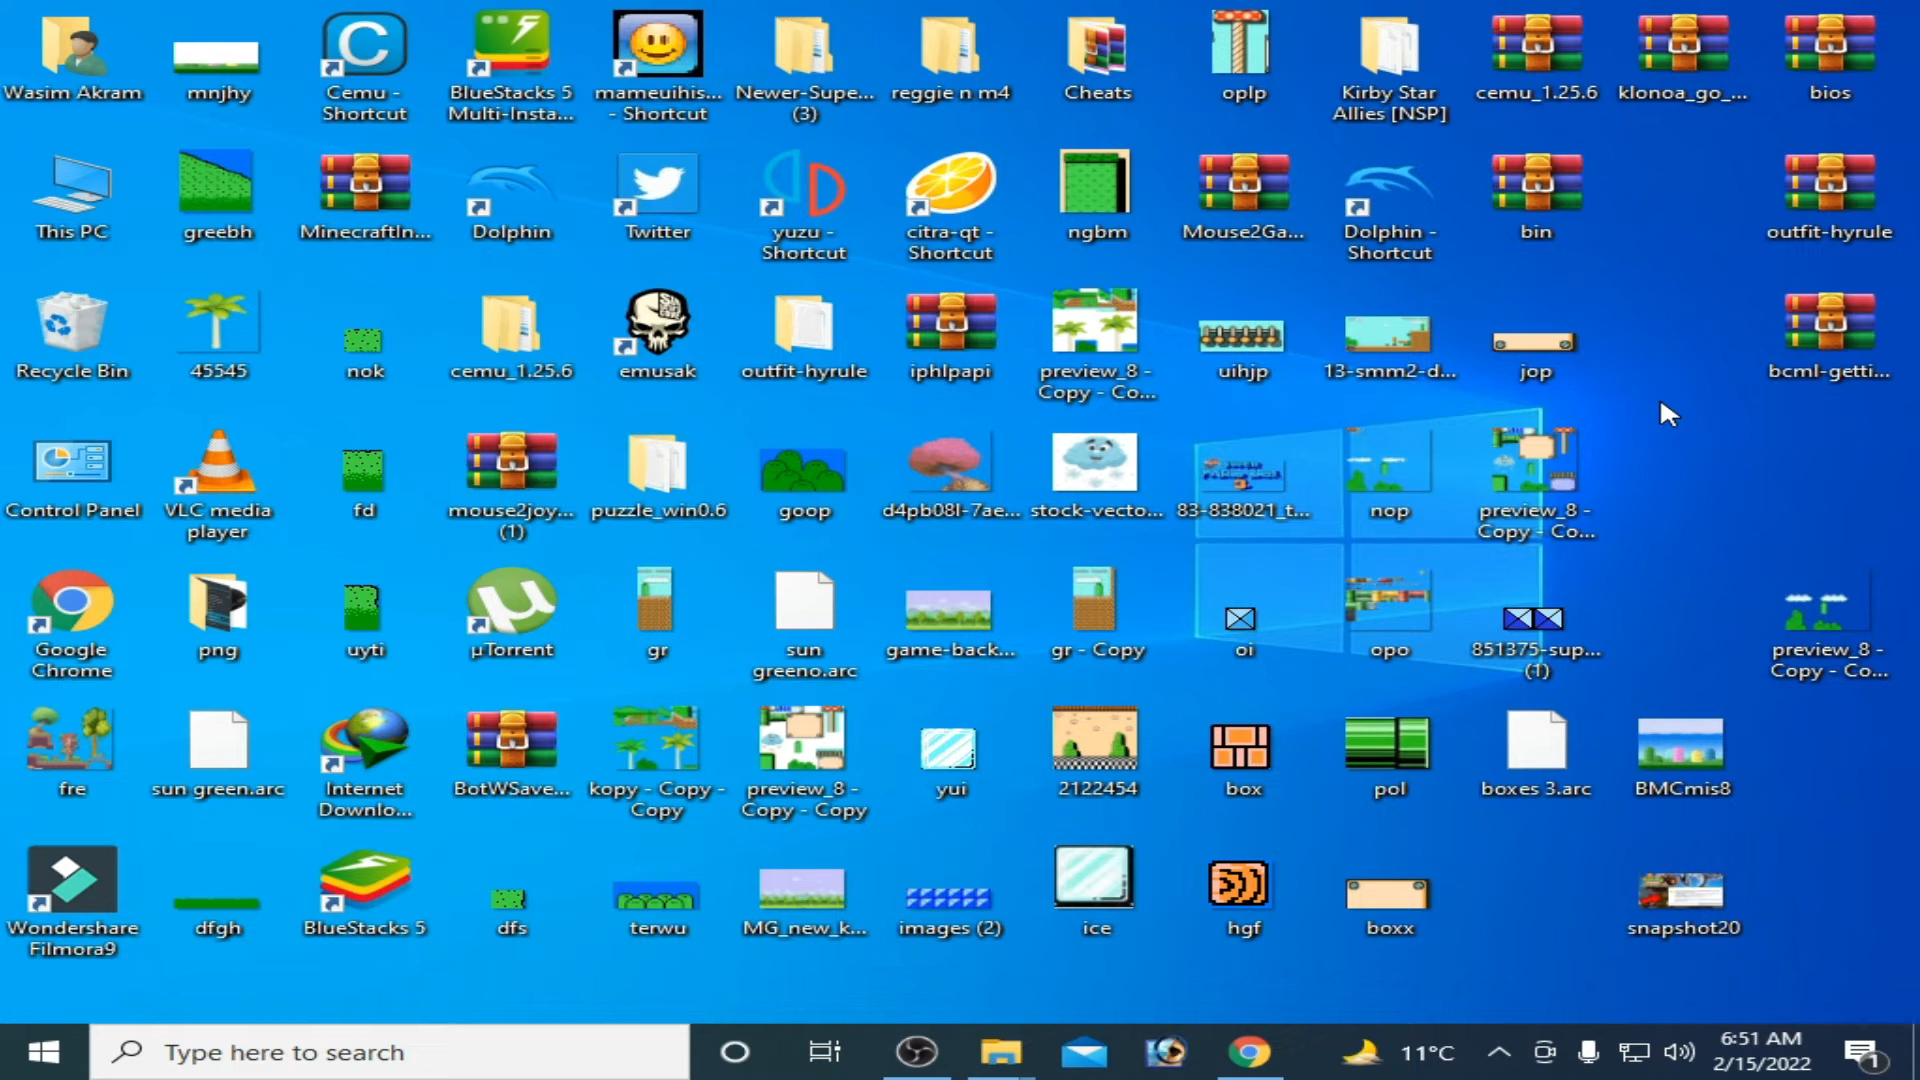 Wasim Akram
mnjhy
Cemu -
Shortcut
BlueStacks 5
Multi-Insta...
mameuihis...
- Shortcut
Newer-Supe...
(3)
reggie n m4
Cheats
oplp
Kirby Star
Allies [NSP]
cemu_1.25.6
klonoa_go_...
bios
This PC
greebh
MinecraftIn...
Dolphin
Twitter
yuzu -
Shortcut
citra-qt -
Shortcut
ngbm
Mouse2Ga...
Dolphin -
Shortcut
bin
outfit-hyrule
Recycle Bin
45545
nok
cemu_1.25.6
emusak
outfit-hyrule
iphlpapi
preview_8 -
Copy - Co...
uihjp
13-smm2-d...
jop
bcml-getti...
Control Panel
VLC media
player
fd
mouse2joy...
(1)
puzzle_win0.6
goop
d4pb08l-7ae...
stock-vecto...
83-838021_t...
nop
preview_8 -
Copy - Co...
Google
Chrome
png
uyti
µTorrent
gr
sun
greeno.arc
game-back...
gr - Copy
oi
opo
851375-sup...
(1)
preview_8 -
Copy - Co...
fre
sun green.arc
Internet
Downlo...
BotWSave...
kopy - Copy -
Copy
preview_8 -
Copy - Copy
yui
2122454
box
pol
boxes 3.arc
BMCmis8
Wondershare
Filmora9
dfgh
BlueStacks 5
dfs
terwu
MG_new_k...
images (2)
ice
hgf
boxx
snapshot20
Type here to search
11°C
6:51 AM
2/15/2022
1